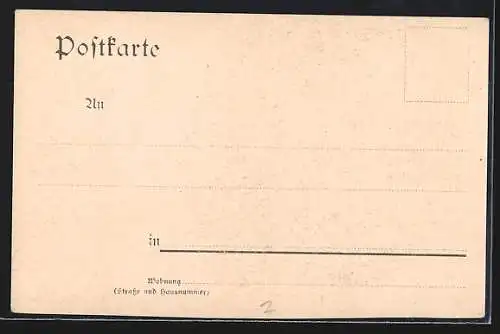 Postkarte
An
in
Wohnung
(Straße und Hausnummer)
2